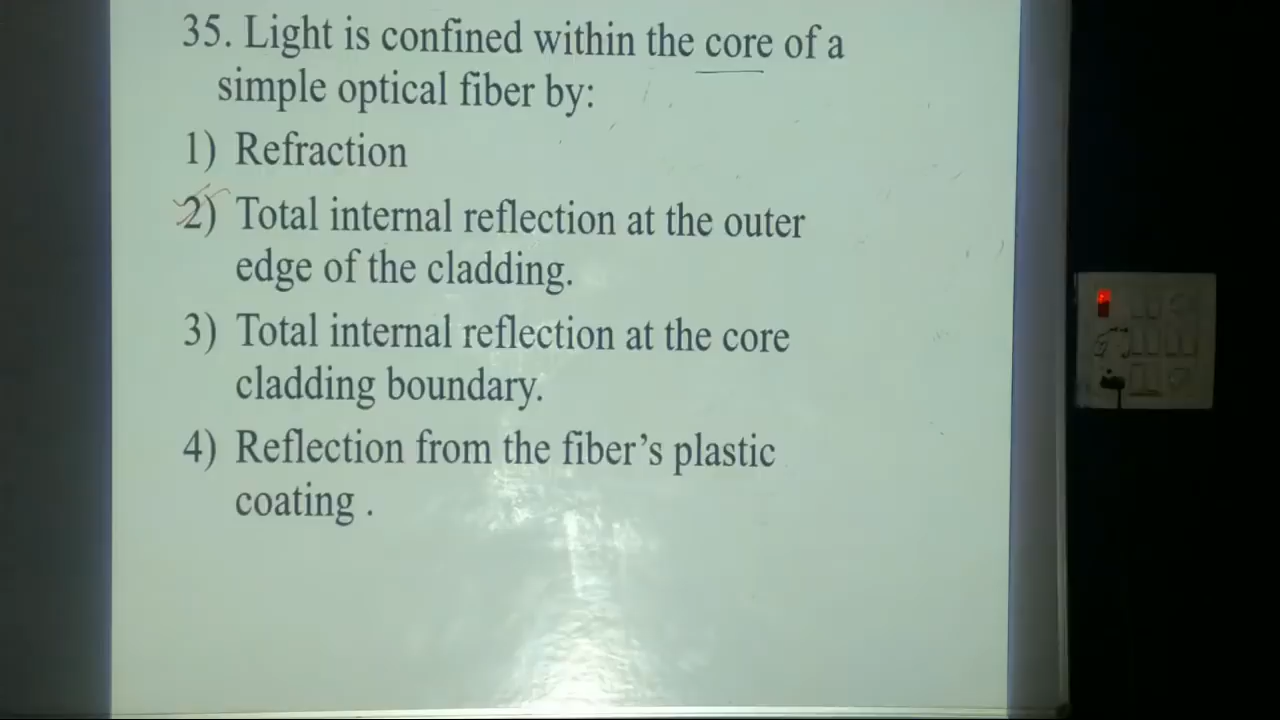 35. Light is confined within the core of a
simple optical fiber by:
1) Refraction
2) Total internal reflection at the outer
edge of the cladding.
3) Total internal reflection at the core
cladding boundary.
4) Reflection from the fiber's plastic
coating .